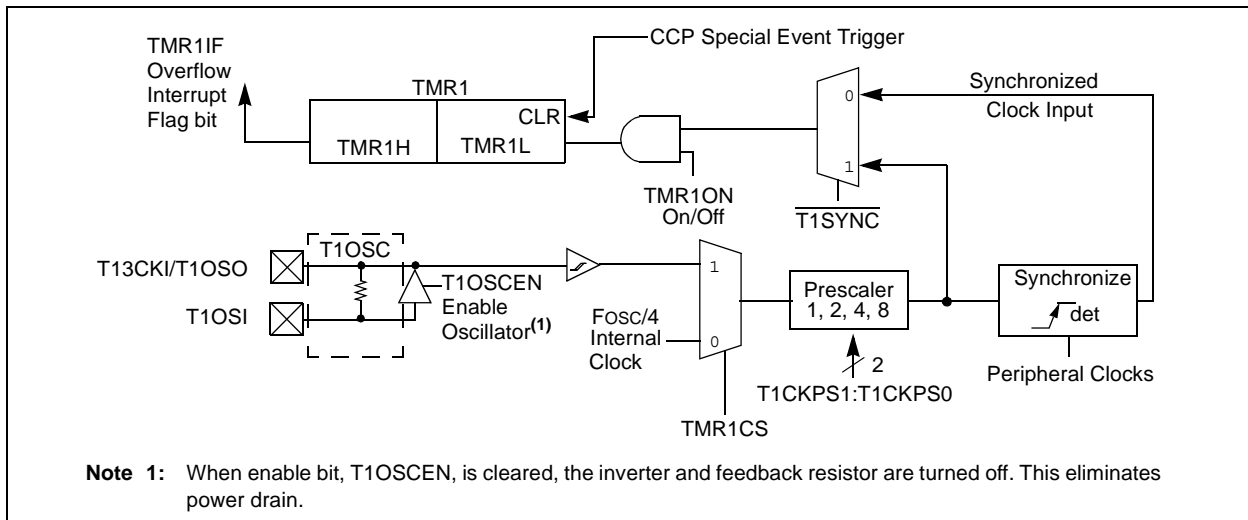 TMR1IF
Overflow
Interrupt
Flag bit
CCP Special Event Trigger
TMR1
CLR
TMR1H
TMR1L
TMR1ON
On/Off
0
1
T1SYNC
Synchronized
Clock Input
T13CKI/T1OSO
T1OSI
T1OSC
T1OSCEN
Enable
Oscillator(1)
FOSC/4
Internal
Clock
1
0
TMR1CS
Prescaler
1, 2, 4, 8
2
T1CKPS1:T1CKPS0
Synchronize
det
Peripheral Clocks
Note 1: When enable bit, T1OSCEN, is cleared, the inverter and feedback resistor are turned off. This eliminates
power drain.